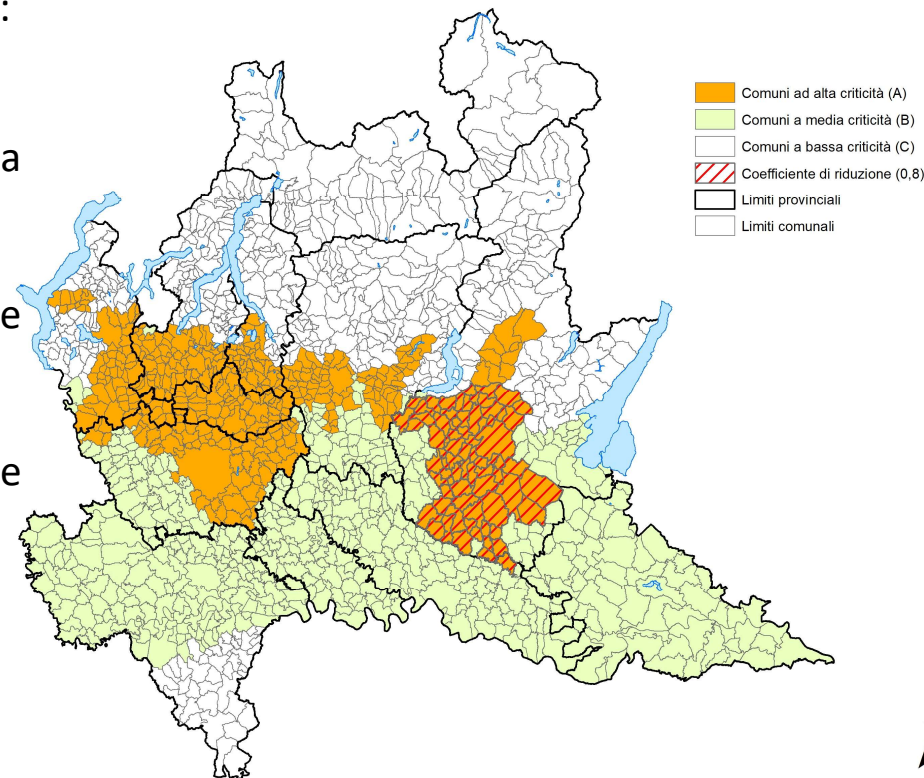 :
a
e
e
Comuni ad alta criticità (A)
Comuni a media criticità (B)
Comuni a bassa criticità (C)
Coefficiente di riduzione (0,8)
Limiti provinciali
Limiti comunali